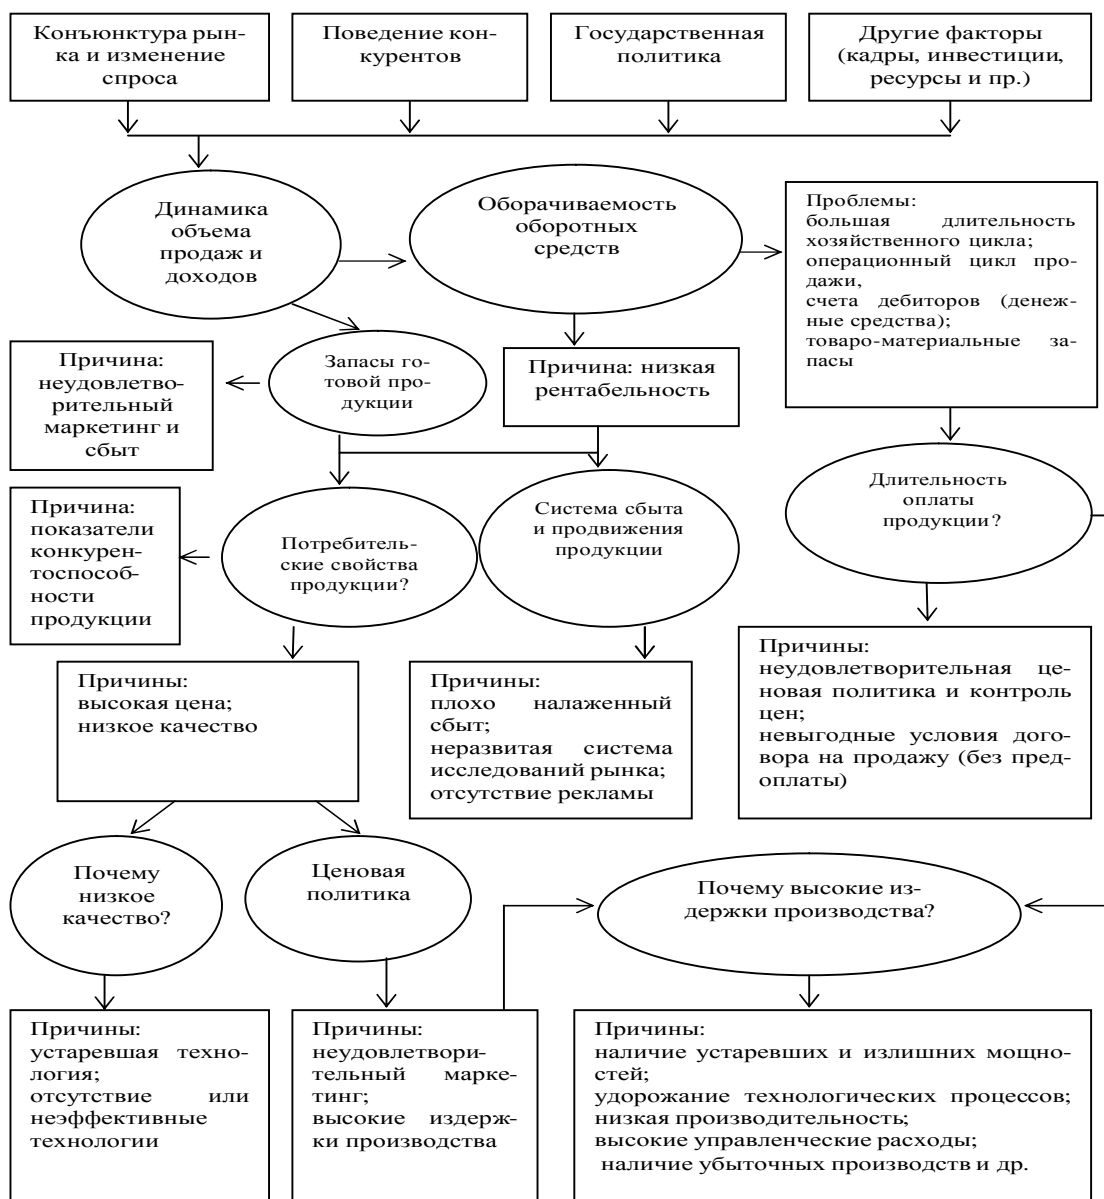 Конъюнктура рын-
ка и изменение
спроса
Поведение кон-
курентов
Государственная
политика
Другие факторы
(кадры, инвестиции,
ресурсы и пр.)
Динамика
объема
продаж и
доходов
Оборачиваемость
оборотных
средств
Проблемы:
большая длительность
хозяйственного цикла;
операционный цикл про-
дажи,
счета дебиторов (денеж-
ные средства);
товаро-материальные за-
пасы
Причина:
неудовлетво-
рительный
маркетинг и
сбыт
Запасы го-
товой про-
дукции
Причина: низкая
рентабельность
Длительность
оплаты
продукции?
Причина:
показатели
конкурен-
тоспособ-
ности
продукции
Потребитель-
ские свойства
продукции?
Система сбыта
и продвижения
продукции
Причины:
высокая цена;
низкое качество
Причины:
плохо налаженный
сбыт;
неразвитая система
исследований рынка;
отсутствие рекламы
Причины:
неудовлетворительная це-
новая политика и контроль
цен;
невыгодные условия дого-
вора на продажу (без пред-
оплаты)
Почему
низкое
качество?
Ценовая
политика
Почему высокие из-
держки производства?
Причины:
устаревшая техно-
логия;
отсутствие или
неэффективные
технологии
Причины:
неудовлетвори-
тельный марке-
тинг;
высокие издерж-
ки производства
Причины:
наличие устаревших и излишних мощно-
стей;
удорожание технологических процессов;
низкая производительность;
высокие управленческие расходы;
наличие убыточных производств и др.